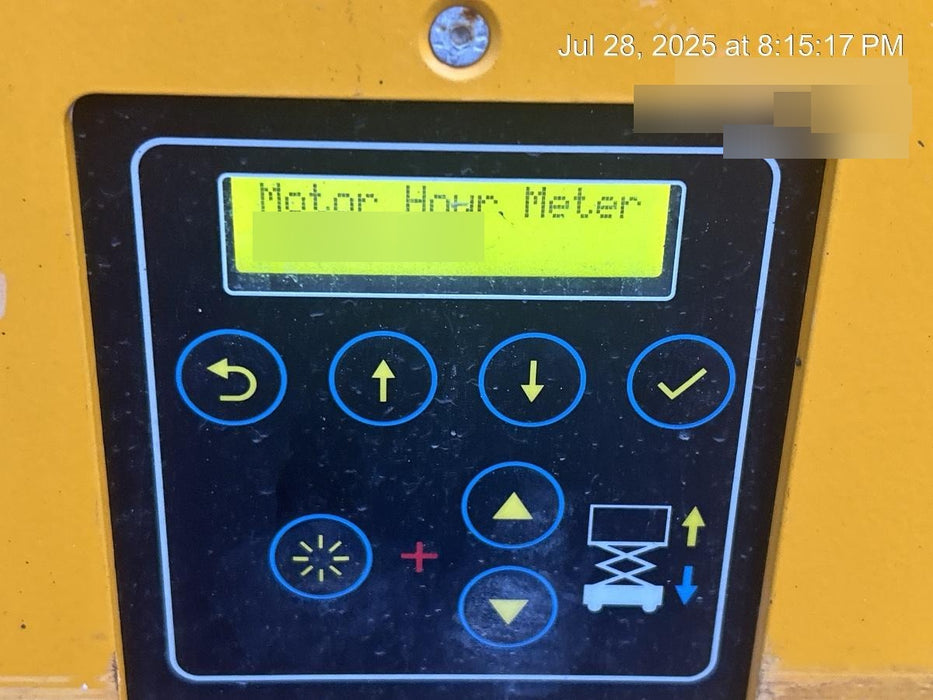 Jul 28, 2025 at 8:15:17 PM
Motor Hour Meter